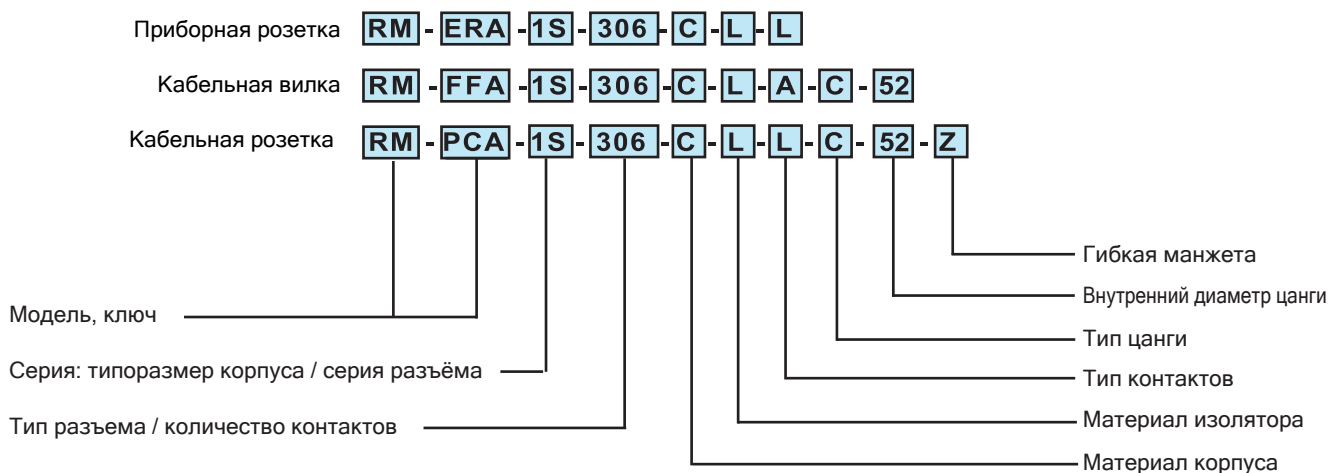 Приборная розетка RM - ERA - 1S - 306 - C - L - L
Кабельная вилка RM - FFA - 1S - 306 - C - L - A - C - 52
Кабельная розетка RM - PCA - 1S - 306 - C - L - L - C - 52 - Z
Гибкая манжета
Внутренний диаметр цанги
Модель, ключ
Тип цанги
Серия: типоразмер корпуса / серия разъёма
Тип контактов
Тип разъема / количество контактов
Материал изолятора
Материал корпуса